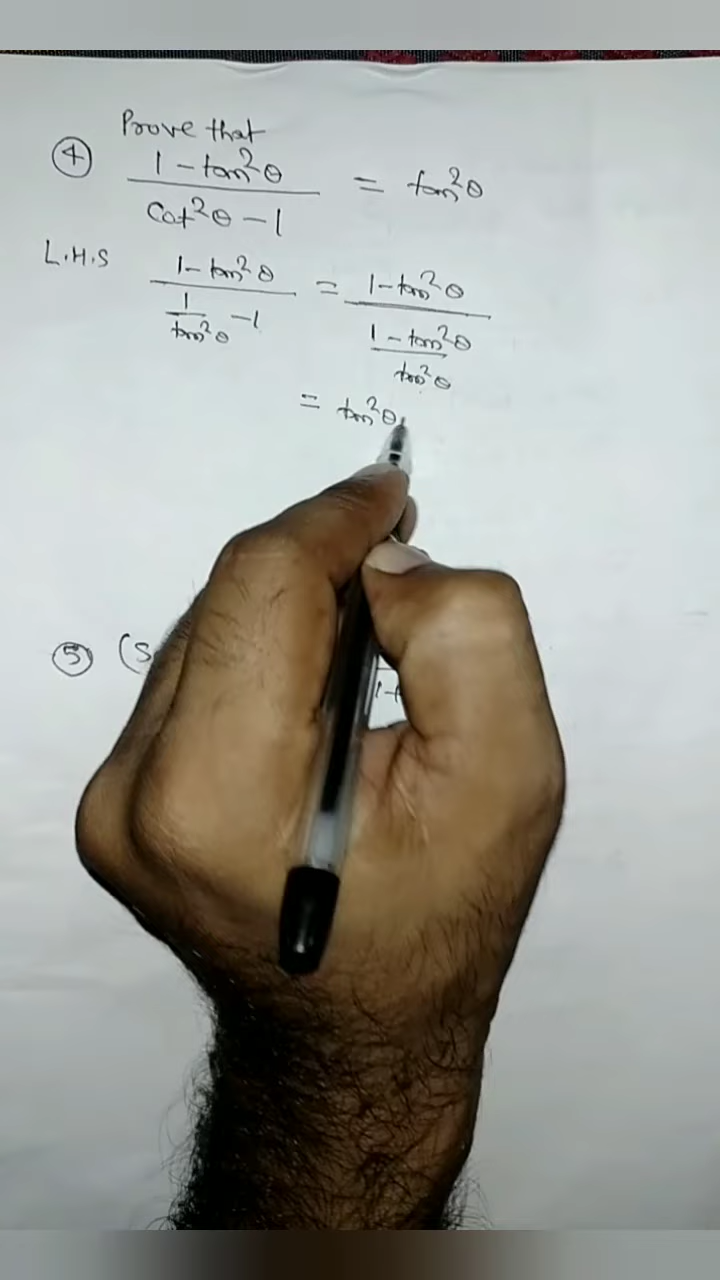 Prove that
④ (1 - tan²θ)/(cot²θ - 1) = tan²θ
L.H.S (1 - tan²θ)/(1/tan²θ - 1) = (1 - tan²θ)/((1 - tan²θ)/tan²θ)
= tan²θ
⑤ (S
1+